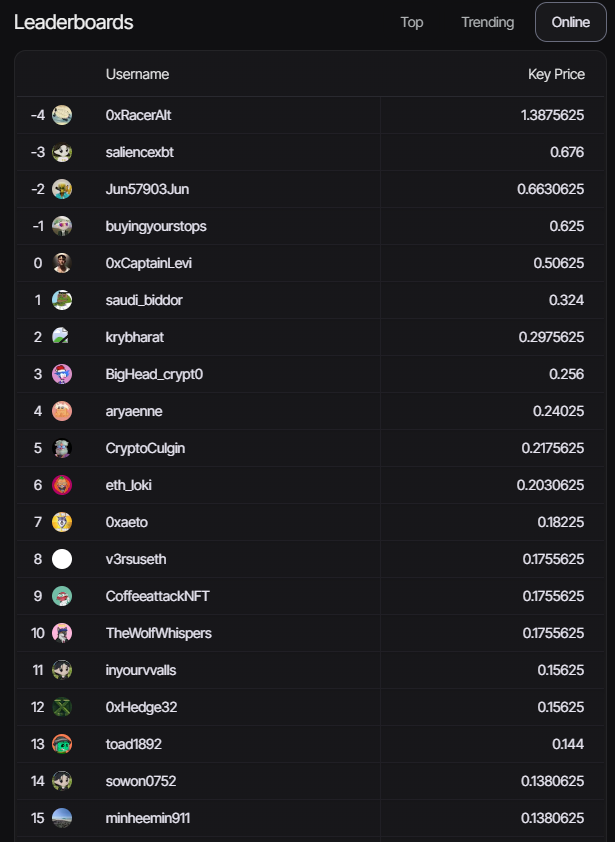 Leaderboards Top Trending Online
Username Key Price
-4 0xRacerAlt 1.3875625
-3 saliencexbt 0.676
-2 Jun57903Jun 0.6630625
-1 buyingyourstops 0.625
0 0xCaptainLevi 0.50625
1 saudi_biddor 0.324
2 krybharat 0.2975625
3 BigHead_crypt0 0.256
4 aryaenne 0.24025
5 CryptoCulgin 0.2175625
6 eth_loki 0.2030625
7 0xaeto 0.18225
8 v3rsuseth 0.1755625
9 CoffeeattackNFT 0.1755625
10 TheWolfWhispers 0.1755625
11 inyourvvalls 0.15625
12 0xHedge32 0.15625
13 toad1892 0.144
14 sowon0752 0.1380625
15 minheemin911 0.1380625